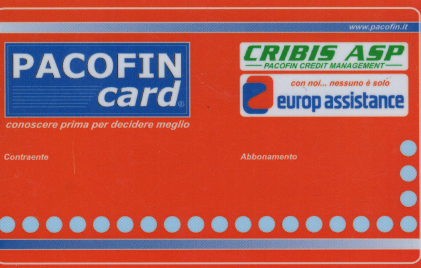 www.pacofin.it
PACOFIN
card®
conoscere prima per decidere meglio
CRIBIS ASP
PACOFIN CREDIT MANAGEMENT
con noi... nessuno è solo
europ assistance
Contraente
Abbonamento